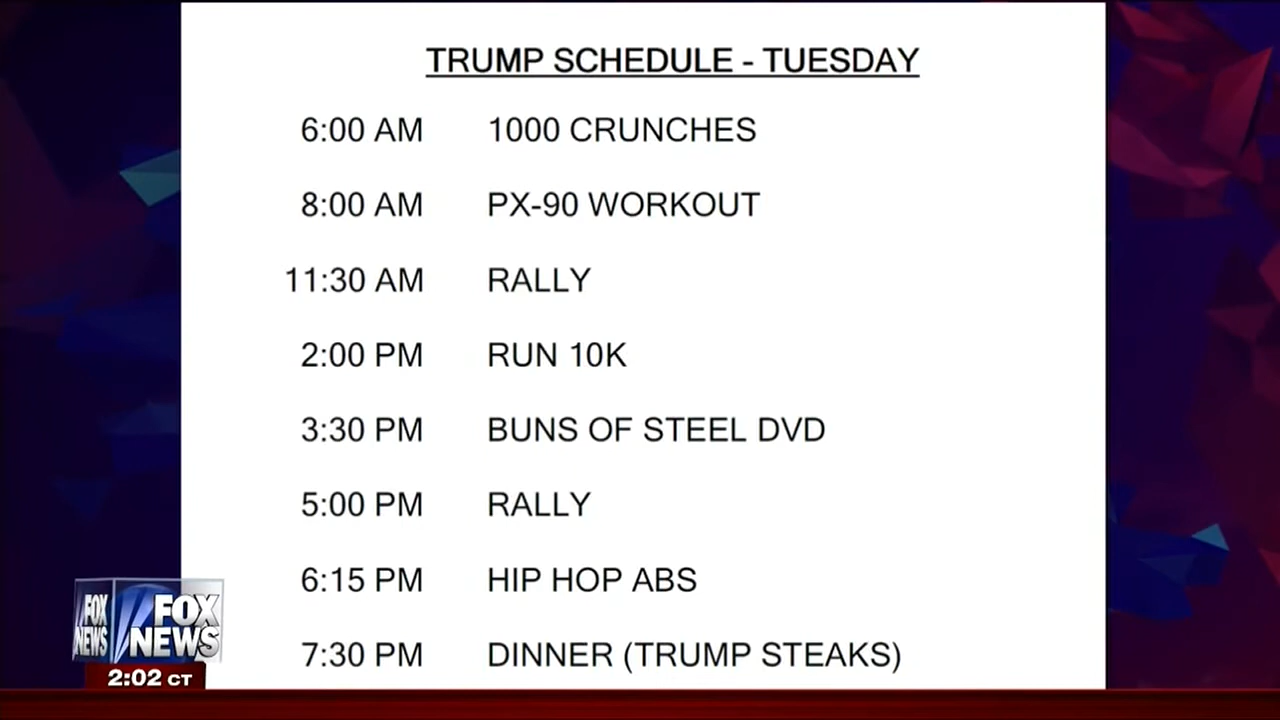 TRUMP SCHEDULE - TUESDAY
6:00 AM 1000 CRUNCHES
8:00 AM PX-90 WORKOUT
11:30 AM RALLY
2:00 PM RUN 10K
3:30 PM BUNS OF STEEL DVD
5:00 PM RALLY
6:15 PM HIP HOP ABS
7:30 PM DINNER (TRUMP STEAKS)
FOX NEWS
FOX NEWS
2:02 CT